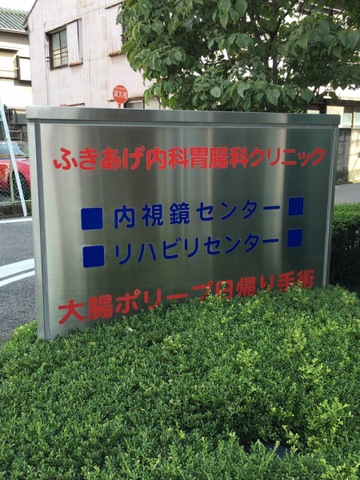 ふきあげ内科胃腸科クリニック
■内視鏡センター■
■リハビリセンター■
大腸ポリープ日帰り手術